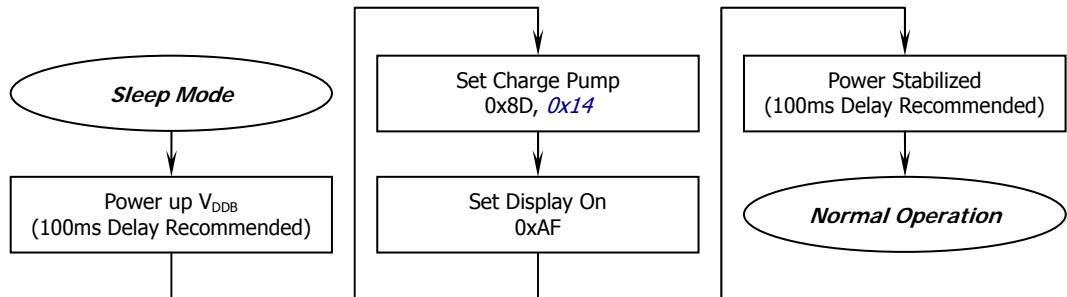 Sleep Mode
Power up VDDB
(100ms Delay Recommended)
Set Charge Pump
0x8D, 0x14
Set Display On
0xAF
Power Stabilized
(100ms Delay Recommended)
Normal Operation